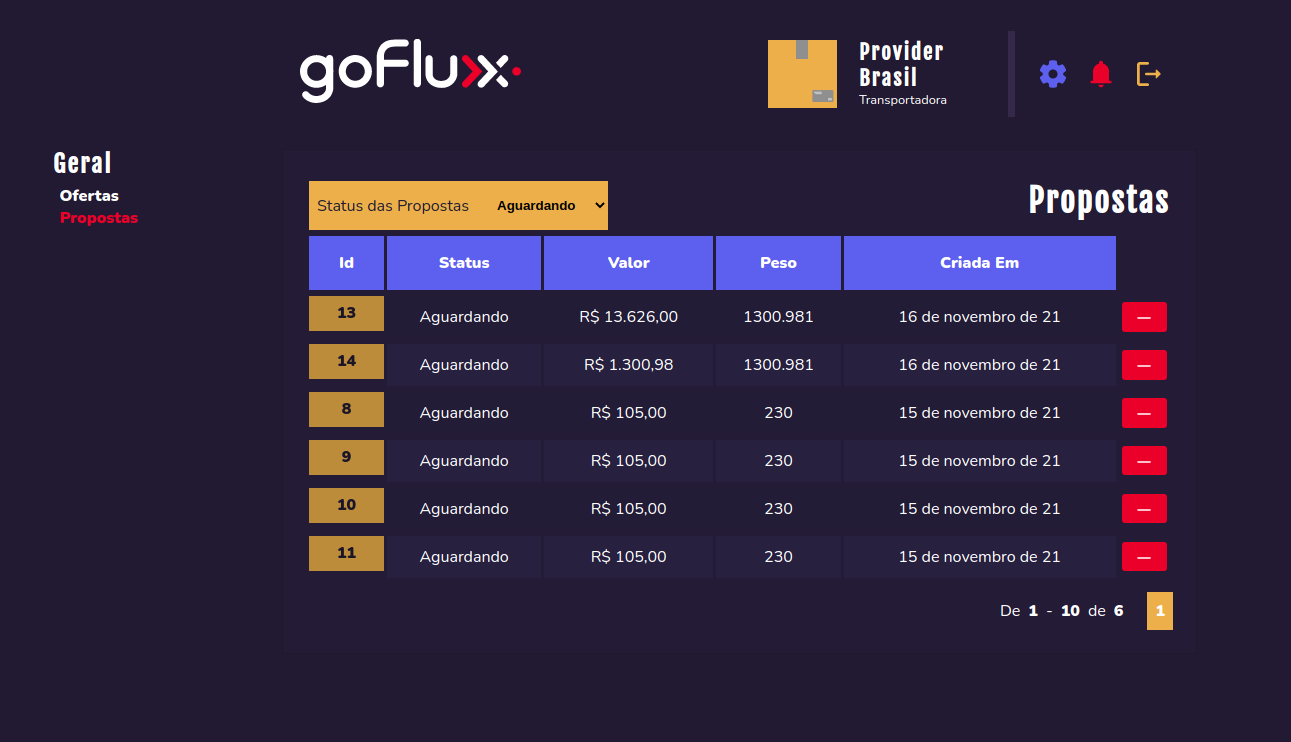 goFlux
Provider
Brasil
Transportadora
Geral
Ofertas
Propostas
Status das Propostas Aguardando
Propostas
Id Status Valor Peso Criada Em
13 Aguardando R$ 13.626,00 1300.981 16 de novembro de 21 —
14 Aguardando R$ 1.300,98 1300.981 16 de novembro de 21 —
8 Aguardando R$ 105,00 230 15 de novembro de 21 —
9 Aguardando R$ 105,00 230 15 de novembro de 21 —
10 Aguardando R$ 105,00 230 15 de novembro de 21 —
11 Aguardando R$ 105,00 230 15 de novembro de 21 —
De 1 - 10 de 6 1